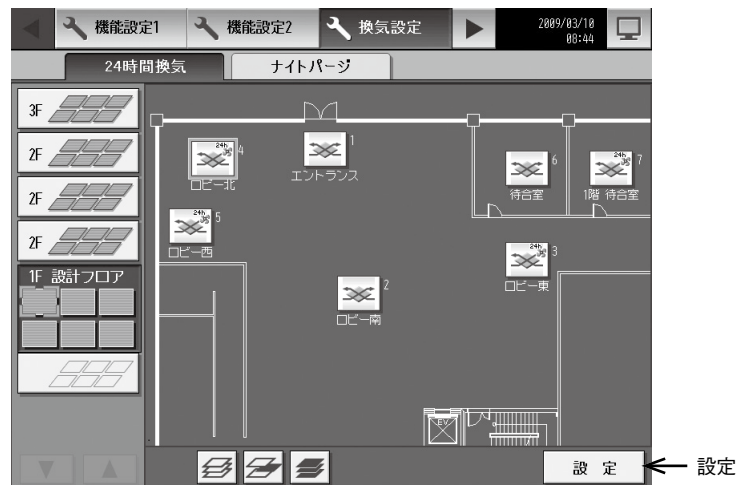 機能設定1
機能設定2
換気設定
2009/03/10
08:44
24時間換気
ナイトパージ
3F
2F
2F
2F
1F 設計フロア
24h
4
ロビー北
1
エントランス
6
待合室
24h
7
1階 待合室
24h
5
ロビー西
24h
3
ロビー東
2
ロビー南
EV
設 定
設定